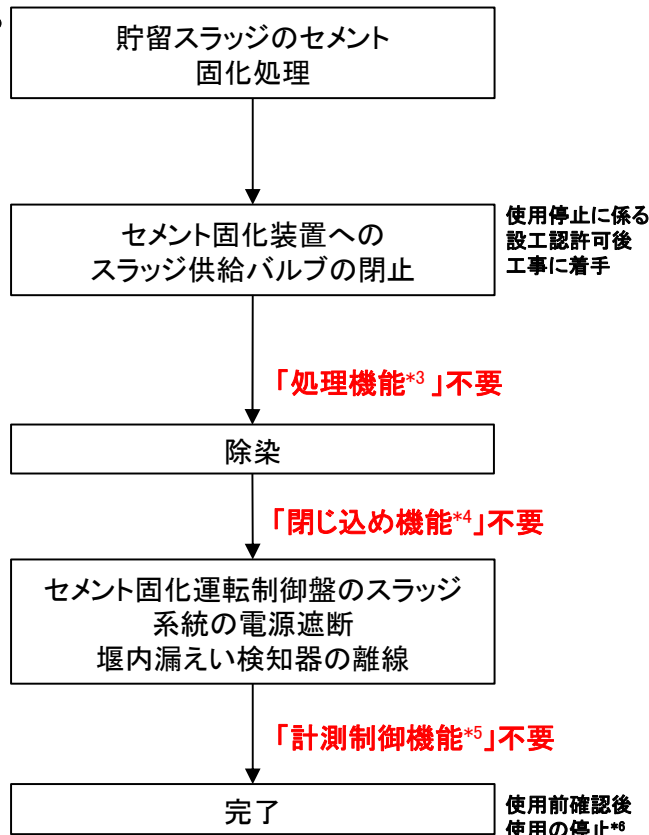 貯留スラッジのセメント
固化処理
セメント固化装置への
スラッジ供給バルブの閉止
使用停止に係る
設工認許可後
工事に着手
「処理機能*3」不要
除染
「閉じ込め機能*4」不要
セメント固化運転制御盤のスラッジ
系統の電源遮断
堰内漏えい検知器の離線
「計測制御機能*5」不要
完了
使用前確認後
使用の停止*6